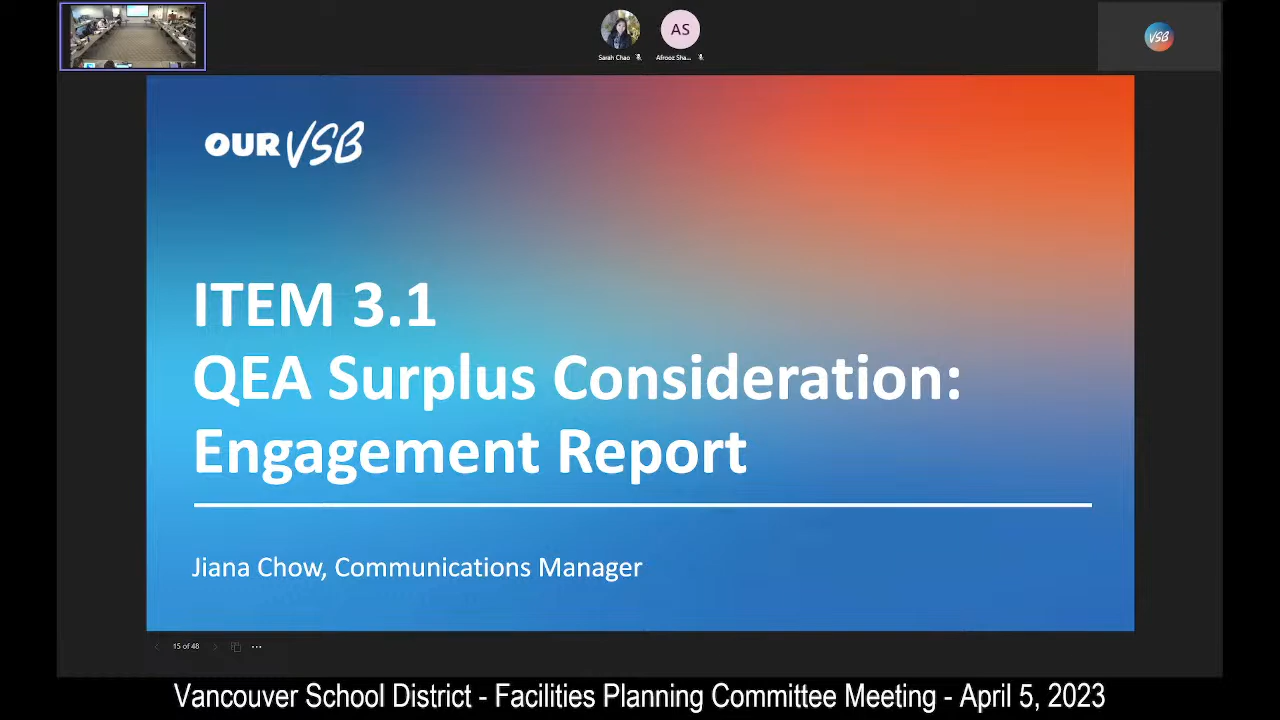 Sarah Chao
AS
Afrooz Sha...
VSB
OUR VSB
ITEM 3.1
QEA Surplus Consideration:
Engagement Report
Jiana Chow, Communications Manager
15 of 48
Vancouver School District - Facilities Planning Committee Meeting - April 5, 2023